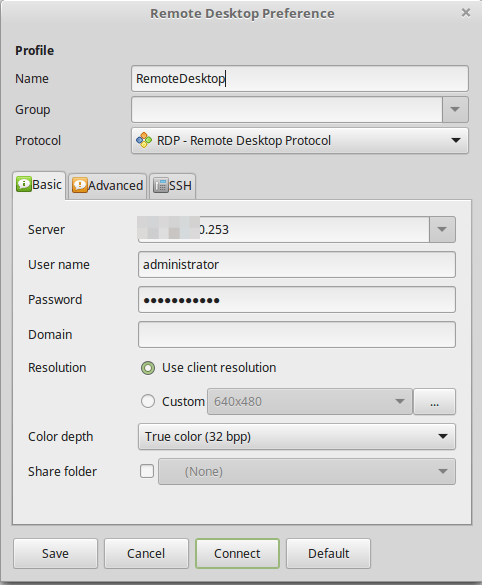 Remote Desktop Preference
Profile
Name RemoteDesktop
Group
Protocol RDP - Remote Desktop Protocol
Basic Advanced SSH
Server 0.253
User name administrator
Password ●●●●●●●●●●●
Domain
Resolution Use client resolution
Custom 640x480 ...
Color depth True color (32 bpp)
Share folder (None)
Save Cancel Connect Default